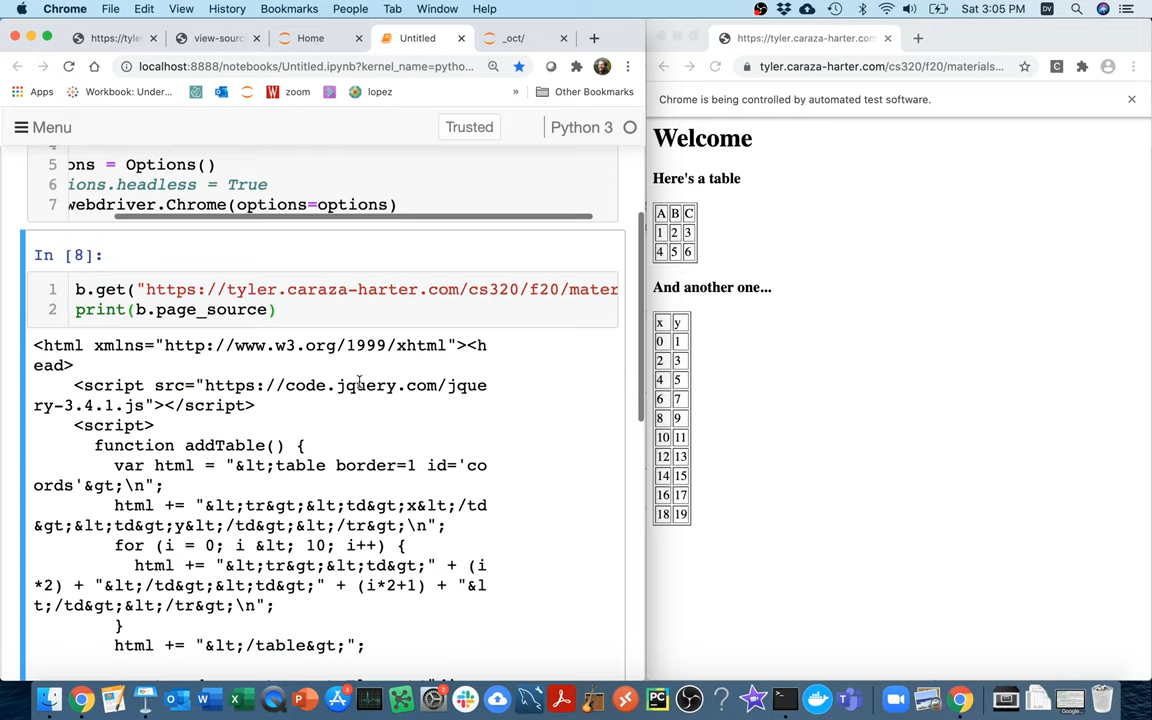 Chrome File Edit View History Bookmarks People Tab Window Help Sat 3:05 PM
https://tyle view-sourc Home Untitled _oct/ https://tyler.caraza-harter.com
localhost:8888/notebooks/Untitled.ipynb?kernel_name=pytho... tyler.caraza-harter.com/cs320/f20/materials...
Apps Workbook: Unde... zoom lopez » Other Bookmarks
Chrome is being controlled by automated test software.
Menu Trusted Python 3
4
5 ons = Options()
6 ions.headless = True
7 webdriver.Chrome(options=options)
In [8]:
1 b.get("https://tyler.caraza-harter.com/cs320/f20/mater
2 print(b.page_source)
<html xmlns="http://www.w3.org/1999/xhtml"><h
ead>
<script src="https://code.jquery.com/jque
ry-3.4.1.js"></script>
<script>
function addTable() {
var html = "&lt;table border=1 id='co
ords'&gt;\n";
html += "&lt;tr&gt;&lt;td&gt;x&lt;/td
&gt;&lt;td&gt;y&lt;/td&gt;&lt;/tr&gt;\n";
for (i = 0; i &lt; 10; i++) {
html += "&lt;tr&gt;&lt;td&gt;" + (i
*2) + "&lt;/td&gt;&lt;td&gt;" + (i*2+1) + "&l
t;/td&gt;&lt;/tr&gt;\n";
}
html += "&lt;/table&gt;";
Welcome
Here's a table
A B C
1 2 3
4 5 6
And another one...
x y
0 1
2 3
4 5
6 7
8 9
10 11
12 13
14 15
16 17
18 19